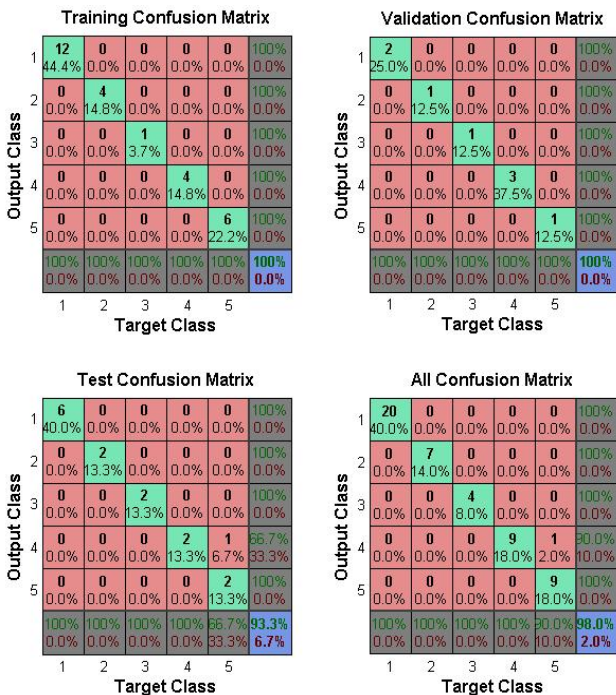 Training Confusion Matrix
Output Class
1 12 0 0 0 0 100%
44.4% 0.0% 0.0% 0.0% 0.0% 0.0%
2 0 4 0 0 0 100%
0.0% 14.8% 0.0% 0.0% 0.0% 0.0%
3 0 0 1 0 0 100%
0.0% 0.0% 3.7% 0.0% 0.0% 0.0%
4 0 0 0 4 0 100%
0.0% 0.0% 0.0% 14.8% 0.0% 0.0%
5 0 0 0 0 6 100%
0.0% 0.0% 0.0% 0.0% 22.2% 0.0%
100% 100% 100% 100% 100% 100%
0.0% 0.0% 0.0% 0.0% 0.0% 0.0%
1 2 3 4 5
Target Class
Validation Confusion Matrix
Output Class
1 2 0 0 0 0 100%
25.0% 0.0% 0.0% 0.0% 0.0% 0.0%
2 0 1 0 0 0 100%
0.0% 12.5% 0.0% 0.0% 0.0% 0.0%
3 0 0 1 0 0 100%
0.0% 0.0% 12.5% 0.0% 0.0% 0.0%
4 0 0 0 3 0 100%
0.0% 0.0% 0.0% 37.5% 0.0% 0.0%
5 0 0 0 0 1 100%
0.0% 0.0% 0.0% 0.0% 12.5% 0.0%
100% 100% 100% 100% 100% 100%
0.0% 0.0% 0.0% 0.0% 0.0% 0.0%
1 2 3 4 5
Target Class
Test Confusion Matrix
Output Class
1 6 0 0 0 0 100%
40.0% 0.0% 0.0% 0.0% 0.0% 0.0%
2 0 2 0 0 0 100%
0.0% 13.3% 0.0% 0.0% 0.0% 0.0%
3 0 0 2 0 0 100%
0.0% 0.0% 13.3% 0.0% 0.0% 0.0%
4 0 0 0 2 1 66.7%
0.0% 0.0% 0.0% 13.3% 6.7% 33.3%
5 0 0 0 0 2 100%
0.0% 0.0% 0.0% 0.0% 13.3% 0.0%
100% 100% 100% 100% 66.7% 93.3%
0.0% 0.0% 0.0% 0.0% 33.3% 6.7%
1 2 3 4 5
Target Class
All Confusion Matrix
Output Class
1 20 0 0 0 0 100%
40.0% 0.0% 0.0% 0.0% 0.0% 0.0%
2 0 7 0 0 0 100%
0.0% 14.0% 0.0% 0.0% 0.0% 0.0%
3 0 0 4 0 0 100%
0.0% 0.0% 8.0% 0.0% 0.0% 0.0%
4 0 0 0 9 1 90.0%
0.0% 0.0% 0.0% 18.0% 2.0% 10.0%
5 0 0 0 0 9 100%
0.0% 0.0% 0.0% 0.0% 18.0% 0.0%
100% 100% 100% 100% 90.0% 98.0%
0.0% 0.0% 0.0% 0.0% 10.0% 2.0%
1 2 3 4 5
Target Class